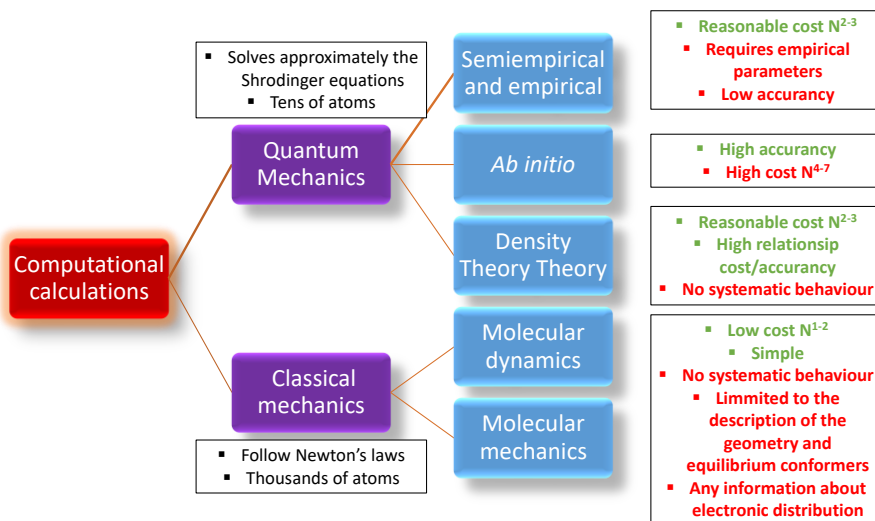 Computational
calculations
Quantum
Mechanics
▪ Solves approximately the
Shrodinger equations
▪ Tens of atoms
Classical
mechanics
▪ Follow Newton's laws
▪ Thousands of atoms
Semiempirical
and empirical
Ab initio
Density
Theory Theory
Molecular
dynamics
Molecular
mechanics
▪ Reasonable cost N²⁻³
▪ Requires empirical
parameters
▪ Low accurancy
▪ High accurancy
▪ High cost N⁴⁻⁷
▪ Reasonable cost N²⁻³
▪ High relationsip
cost/accurancy
▪ No systematic behaviour
▪ Low cost N¹⁻²
▪ Simple
▪ No systematic behaviour
▪ Limmited to the
description of the
geometry and
equilibrium conformers
▪ Any information about
electronic distribution